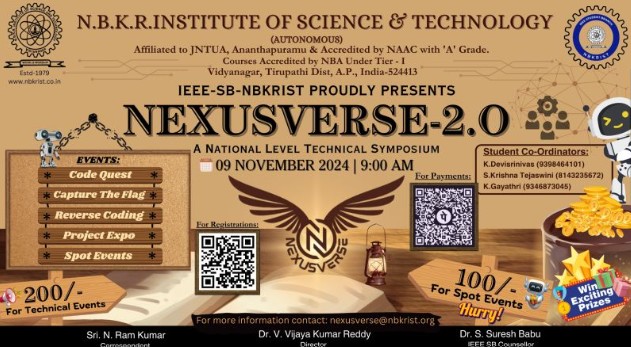 N.B.K.R.INSTITUTE OF SCIENCE & TECHNOLOGY
(AUTONOMOUS)
Affiliated to JNTUA, Ananthapuramu & Accredited by NAAC with 'A' Grade.
Courses Accredited by NBA Under Tier - I
Vidyanagar, Tirupathi Dist, A.P., India-524413
Estd-1979
www.nbkrist.co.in
IEEE-SB-NBKRIST PROUDLY PRESENTS
NEXUSVERSE-2.0
A NATIONAL LEVEL TECHNICAL SYMPOSIUM
09 NOVEMBER 2024 | 9:00 AM
EVENTS:
Code Quest
Capture The Flag
Reverse Coding
Project Expo
Spot Events
Student Co-Ordinators:
K.Devisrinivas (9398464101)
S.Krishna Tejaswini (8143235672)
K.Gayathri (9346873045)
For Payments:
For Registrations:
N
NEXUSVERSE
200/-
For Technical Events
100/-
For Spot Events
Hurry!
Win
Exciting
Prizes
For more information contact: nexusverse@nbkrist.org
Sri. N. Ram Kumar
Correspondent
Dr. V. Vijaya Kumar Reddy
Director
Dr. S. Suresh Babu
IEEE SB Counsellor